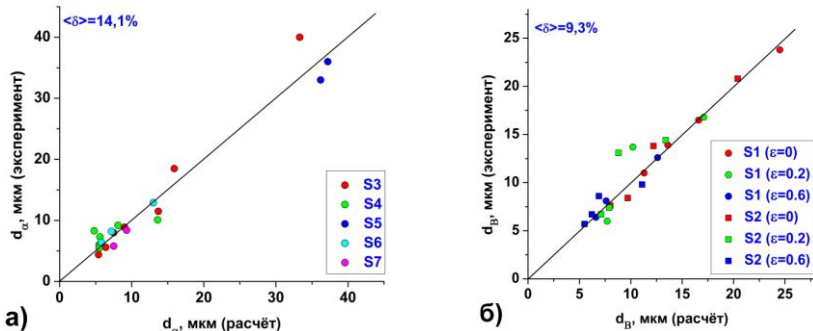 <δ>=14,1%
dα, мкм (эксперимент)
40
30
20
10
0
0
10
20
30
40
S3
S4
S5
S6
S7
а)
dα, мкм (расчёт)
<δ>=9,3%
dB, мкм (эксперимент)
25
20
15
10
5
0
0
5
10
15
20
25
S1 (ε=0)
S1 (ε=0.2)
S1 (ε=0.6)
S2 (ε=0)
S2 (ε=0.2)
S2 (ε=0.6)
б)
dB, мкм (расчёт)